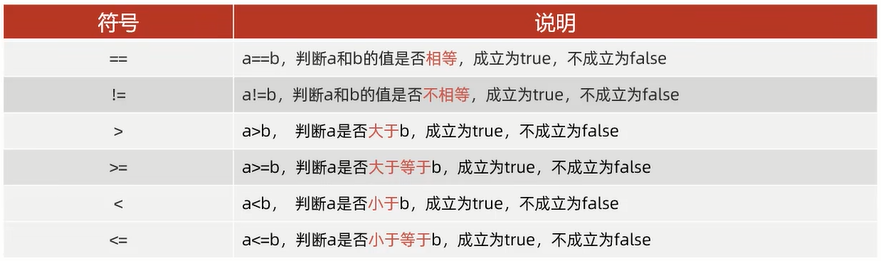 符号 说明
== a==b，判断a和b的值是否相等，成立为true，不成立为false
!= a!=b，判断a和b的值是否不相等，成立为true，不成立为false
> a>b， 判断a是否大于b，成立为true，不成立为false
>= a>=b，判断a是否大于等于b，成立为true，不成立为false
< a<b， 判断a是否小于b，成立为true，不成立为false
<= a<=b，判断a是否小于等于b，成立为true，不成立为false